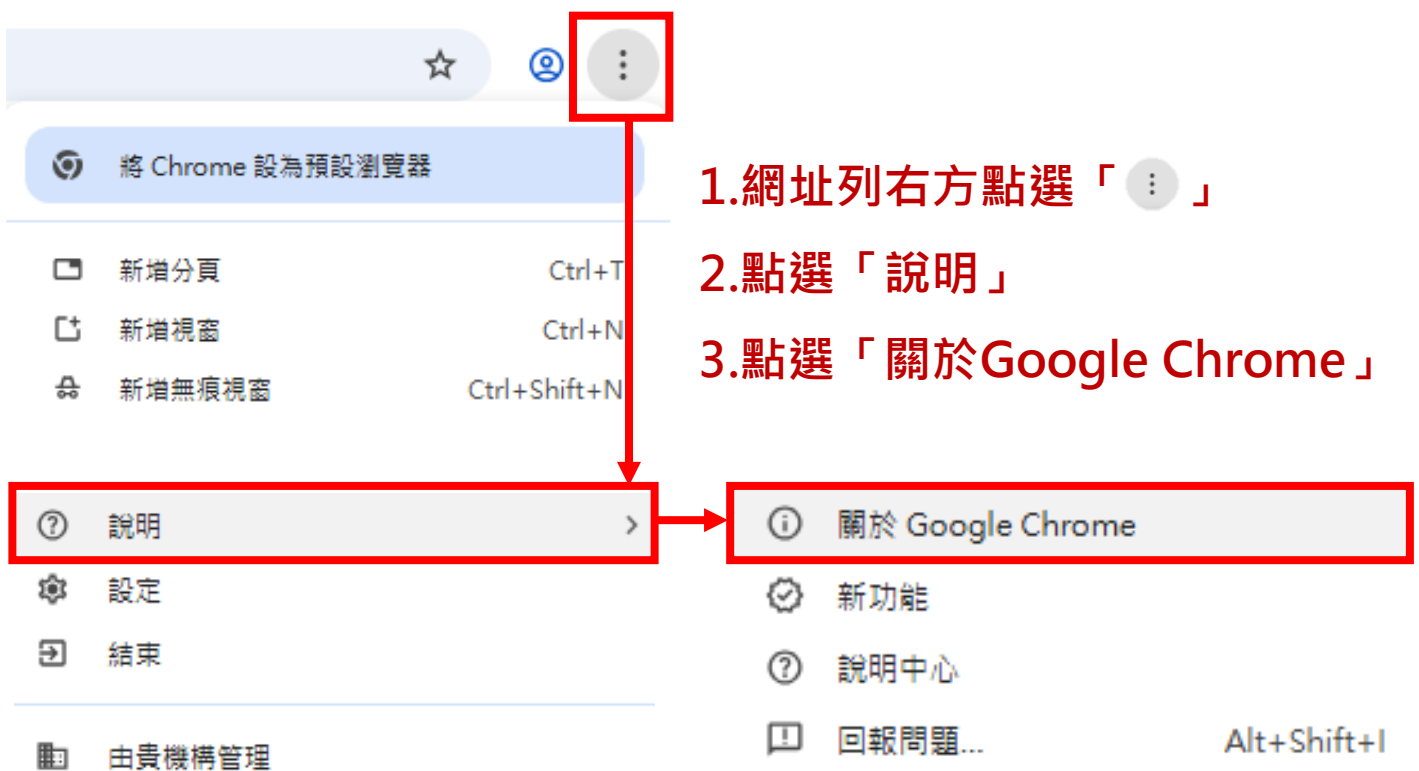 將 Chrome 設為預設瀏覽器
新增分頁 Ctrl+T
新增視窗 Ctrl+N
新增無痕視窗 Ctrl+Shift+N
1.網址列右方點選「 ⋮ 」
2.點選「說明」
3.點選「關於Google Chrome」
說明
設定
結束
由貴機構管理
關於 Google Chrome
新功能
說明中心
回報問題... Alt+Shift+I